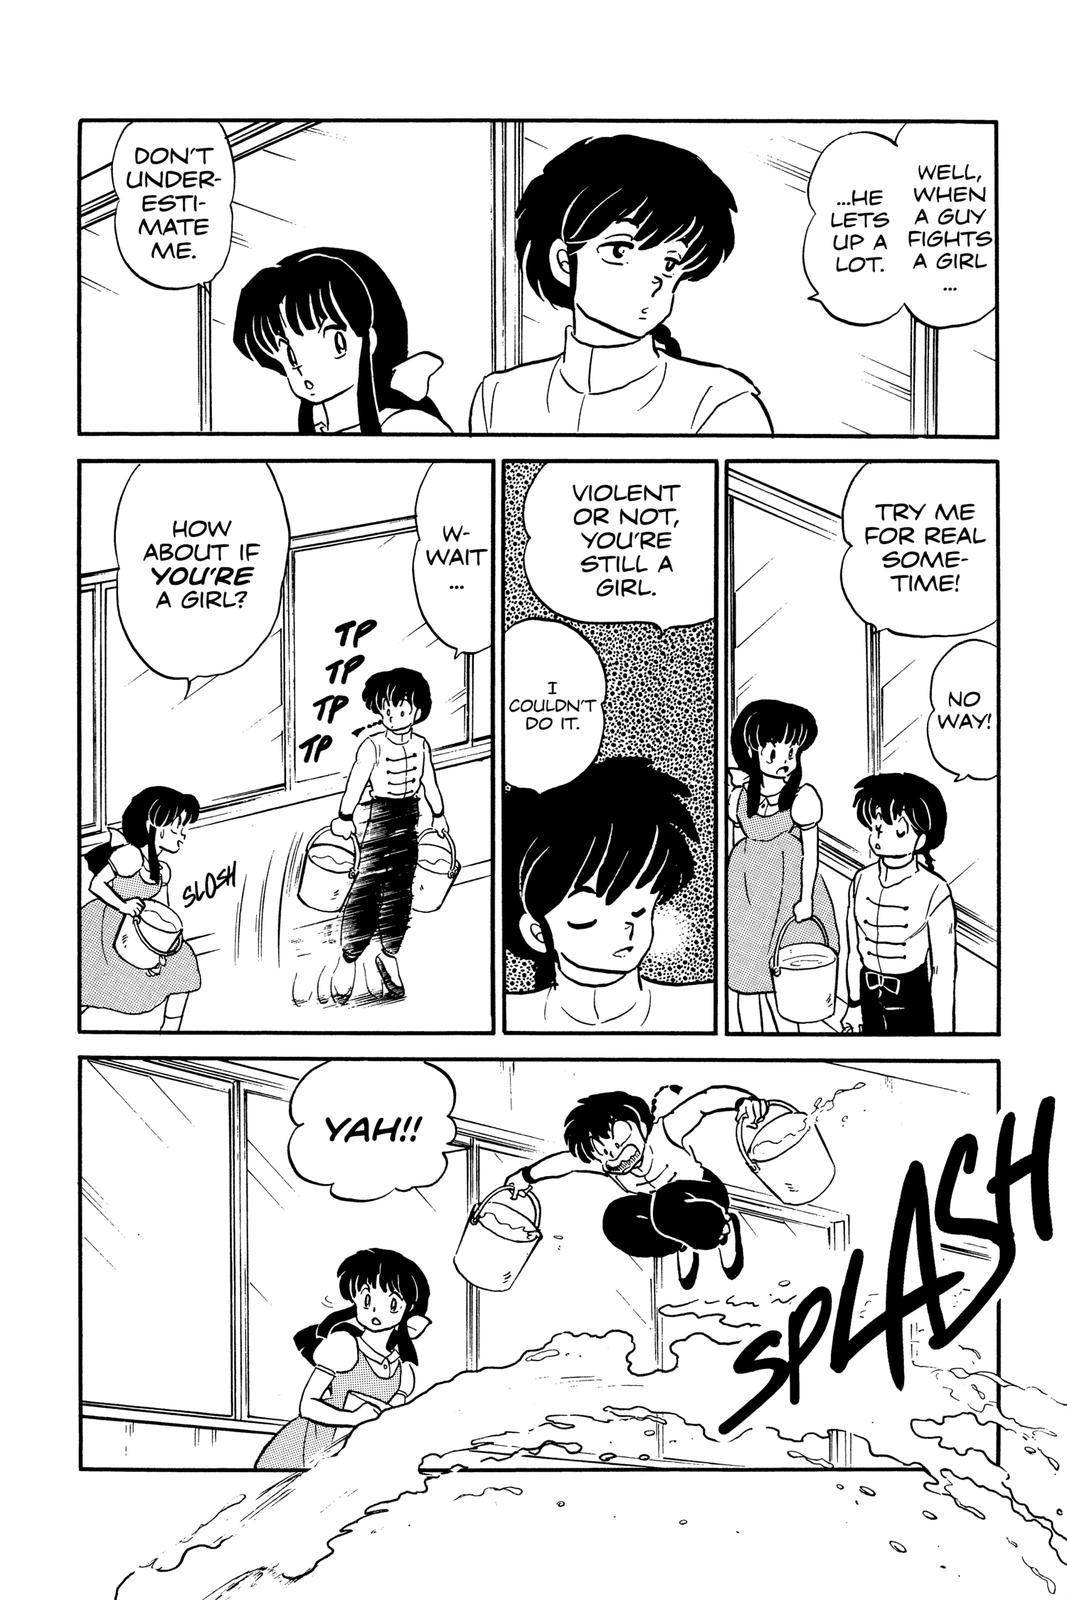 WELL,
WHEN
A GUY
FIGHTS
A GIRL
...
...HE
LETS
UP A
LOT.
DON'T
UNDER-
ESTI-
MATE
ME.
TRY ME
FOR REAL
SOME-
TIME!
NO
WAY!
VIOLENT
OR NOT,
YOU'RE
STILL A
GIRL.
I
COULDN'T
DO IT.
W-
WAIT
...
HOW
ABOUT IF
YOU'RE
A GIRL?
TP
TP
TP
TP
SLOSH
YAH!!
SPLASH